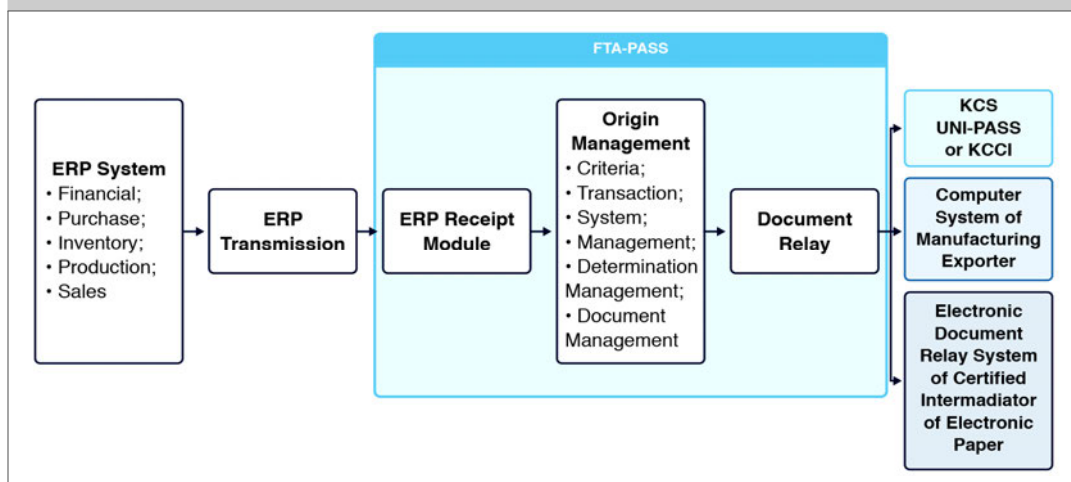 FTA-PASS
ERP System
• Financial;
• Purchase;
• Inventory;
• Production;
• Sales
ERP
Transmission
ERP Receipt
Module
Origin
Management
• Criteria;
• Transaction;
• System;
• Management;
• Determination
Management;
• Document
Management
Document
Relay
KCS
UNI-PASS
or KCCI
Computer
System of
Manufacturing
Exporter
Electronic
Document
Relay System
of Certified
Intermadiator
of Electronic
Paper